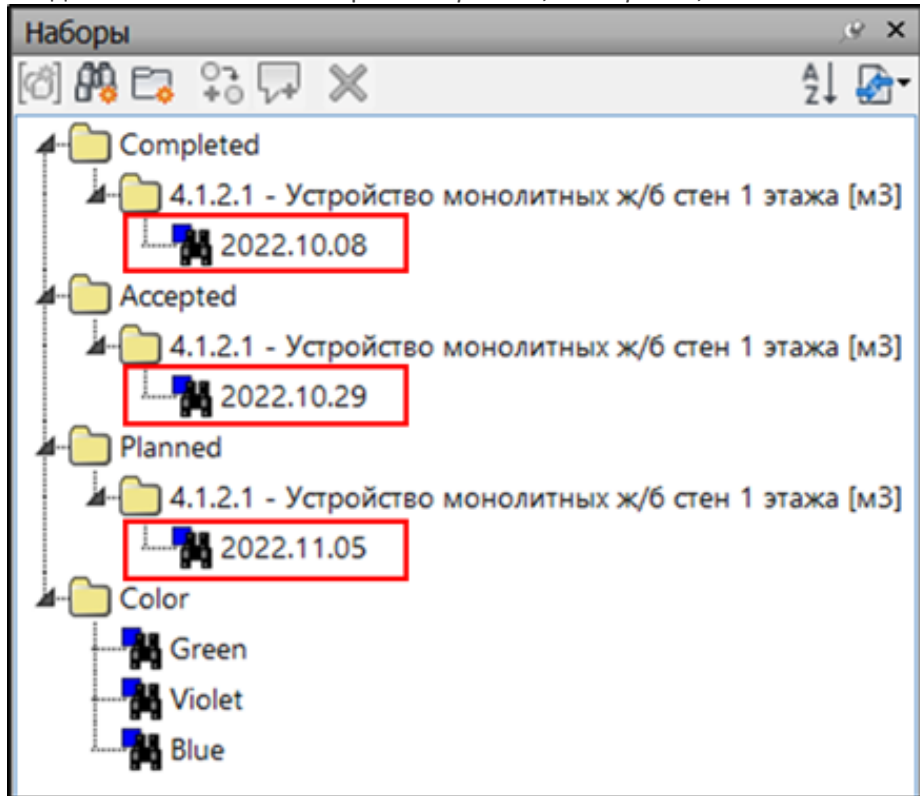 Наборы
A
Z
Completed
4.1.2.1 - Устройство монолитных ж/б стен 1 этажа [м3]
2022.10.08
Accepted
4.1.2.1 - Устройство монолитных ж/б стен 1 этажа [м3]
2022.10.29
Planned
4.1.2.1 - Устройство монолитных ж/б стен 1 этажа [м3]
2022.11.05
Color
Green
Violet
Blue